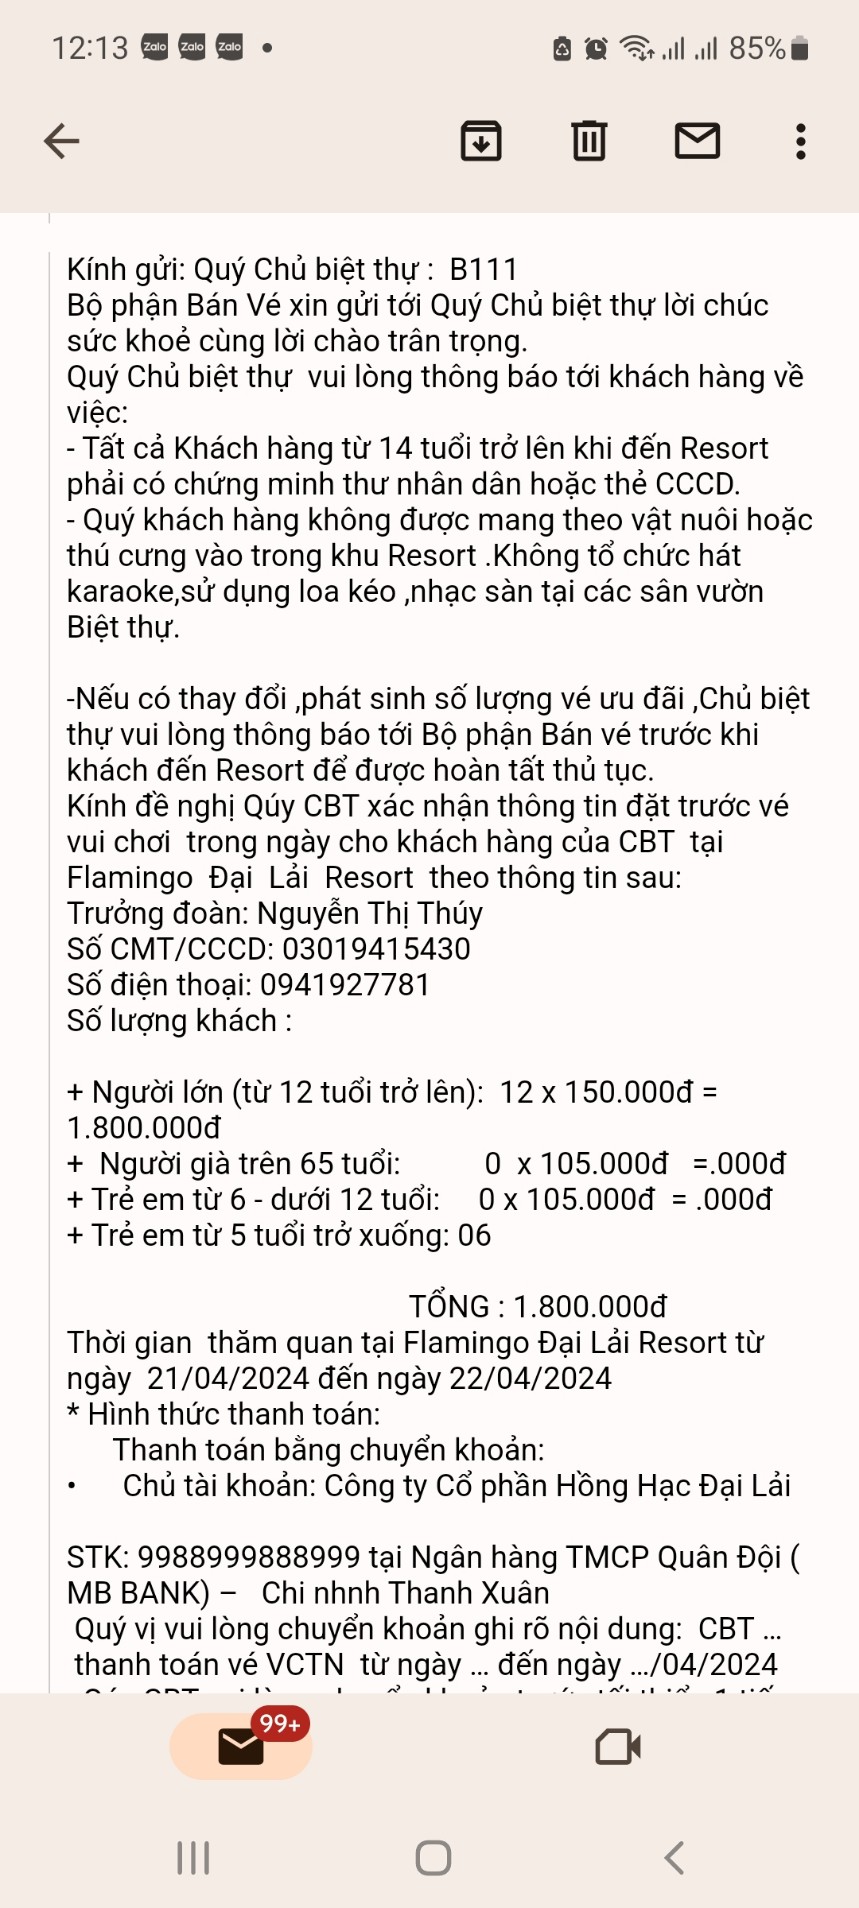 12:13 Zalo Zalo Zalo 85%
Kính gửi: Quý Chủ biệt thự : B111
Bộ phận Bán Vé xin gửi tới Quý Chủ biệt thự lời chúc
sức khoẻ cùng lời chào trân trọng.
Quý Chủ biệt thự vui lòng thông báo tới khách hàng về
việc:
- Tất cả Khách hàng từ 14 tuổi trở lên khi đến Resort
phải có chứng minh thư nhân dân hoặc thẻ CCCD.
- Quý khách hàng không được mang theo vật nuôi hoặc
thú cưng vào trong khu Resort .Không tổ chức hát
karaoke,sử dụng loa kéo ,nhạc sàn tại các sân vườn
Biệt thự.
-Nếu có thay đổi ,phát sinh số lượng vé ưu đãi ,Chủ biệt
thự vui lòng thông báo tới Bộ phận Bán vé trước khi
khách đến Resort để được hoàn tất thủ tục.
Kính đề nghị Qúy CBT xác nhận thông tin đặt trước vé
vui chơi trong ngày cho khách hàng của CBT tại
Flamingo Đại Lải Resort theo thông tin sau:
Trưởng đoàn: Nguyễn Thị Thúy
Số CMT/CCCD: 03019415430
Số điện thoại: 0941927781
Số lượng khách :
+ Người lớn (từ 12 tuổi trở lên): 12 x 150.000đ =
1.800.000đ
+ Người già trên 65 tuổi: 0 x 105.000đ =.000đ
+ Trẻ em từ 6 - dưới 12 tuổi: 0 x 105.000đ = .000đ
+ Trẻ em từ 5 tuổi trở xuống: 06
TỔNG : 1.800.000đ
Thời gian thăm quan tại Flamingo Đại Lải Resort từ
ngày 21/04/2024 đến ngày 22/04/2024
* Hình thức thanh toán:
Thanh toán bằng chuyển khoản:
• Chủ tài khoản: Công ty Cổ phần Hồng Hạc Đại Lải
STK: 9988999888999 tại Ngân hàng TMCP Quân Đội (
MB BANK) – Chi nhnh Thanh Xuân
Quý vị vui lòng chuyển khoản ghi rõ nội dung: CBT ...
thanh toán vé VCTN từ ngày ... đến ngày .../04/2024
99+